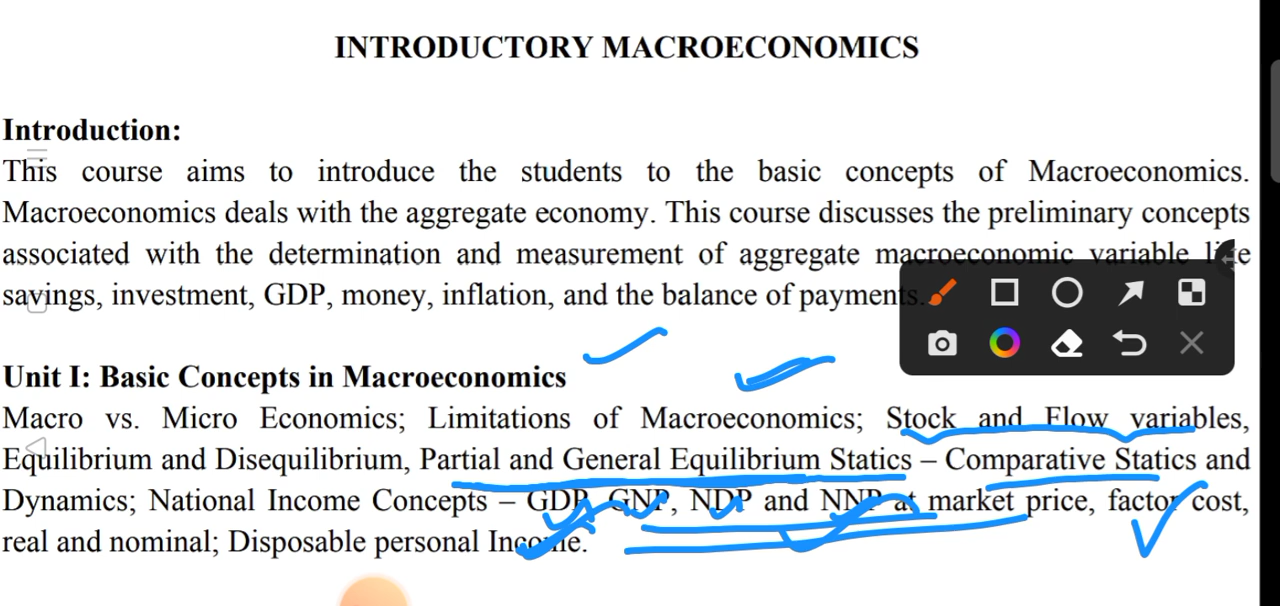 INTRODUCTORY MACROECONOMICS
Introduction:
This course aims to introduce the students to the basic concepts of Macroeconomics.
Macroeconomics deals with the aggregate economy. This course discusses the preliminary concepts
associated with the determination and measurement of aggregate macroeconomic variable like
savings, investment, GDP, money, inflation, and the balance of payments.
Unit I: Basic Concepts in Macroeconomics
Macro vs. Micro Economics; Limitations of Macroeconomics; Stock and Flow variables,
Equilibrium and Disequilibrium, Partial and General Equilibrium Statics – Comparative Statics and
Dynamics; National Income Concepts – GDP, GNP, NDP and NNP at market price, factor cost,
real and nominal; Disposable personal Income.